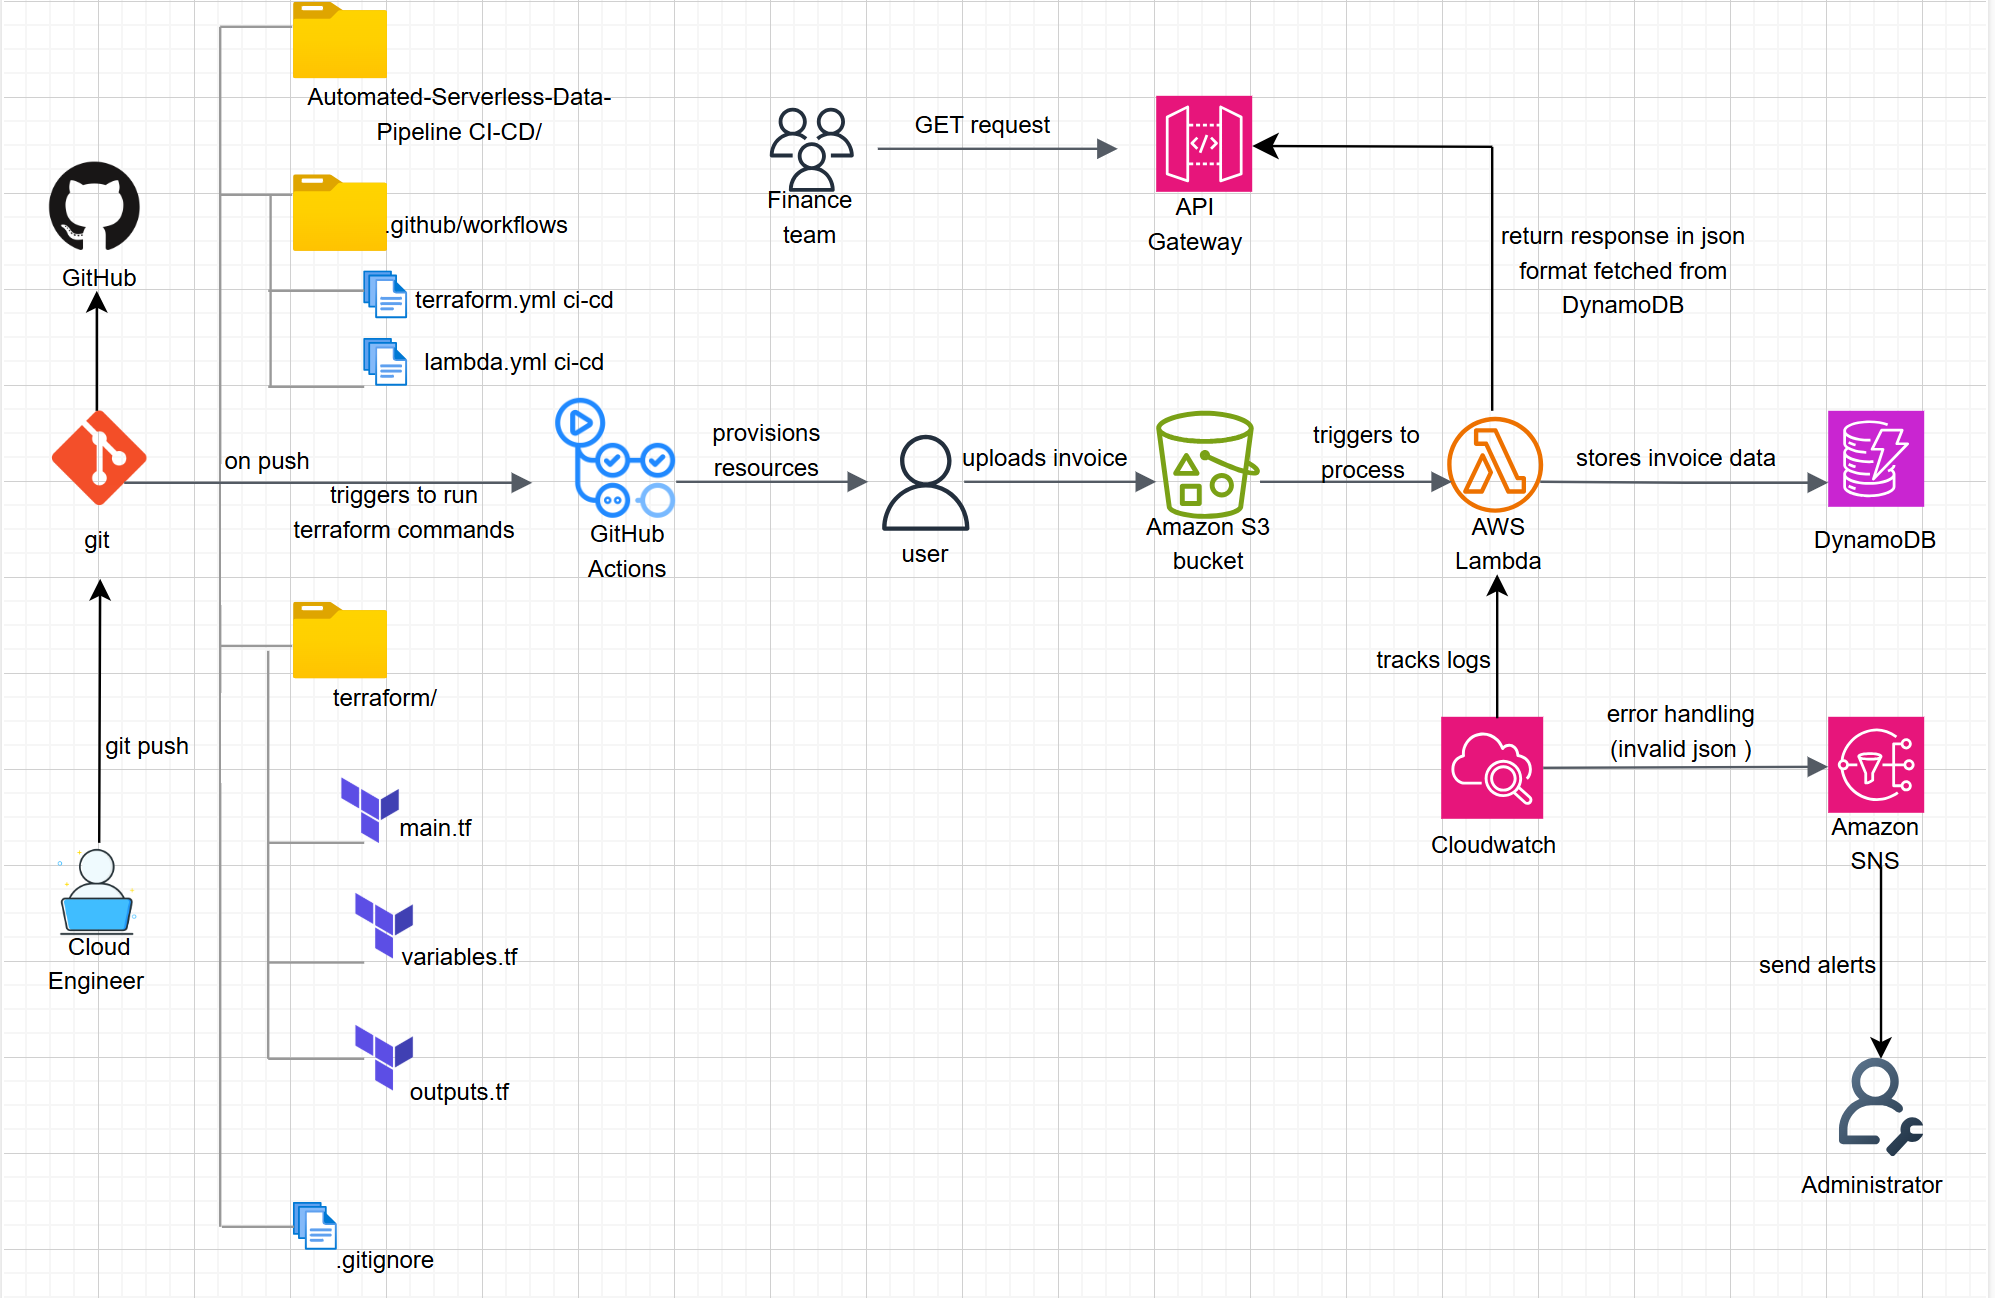 Automated-Serverless-Data-
Pipeline CI-CD/
GET request
Finance
team
API
Gateway
GitHub
.github/workflows
terraform.yml ci-cd
lambda.yml ci-cd
return response in json
format fetched from
DynamoDB
on push
triggers to run
terraform commands
git
GitHub
Actions
provisions
resources
user
uploads invoice
Amazon S3
bucket
triggers to
process
AWS
Lambda
stores invoice data
DynamoDB
terraform/
git push
main.tf
variables.tf
outputs.tf
.gitignore
Cloud
Engineer
tracks logs
Cloudwatch
error handling
(invalid json )
Amazon
SNS
send alerts
Administrator